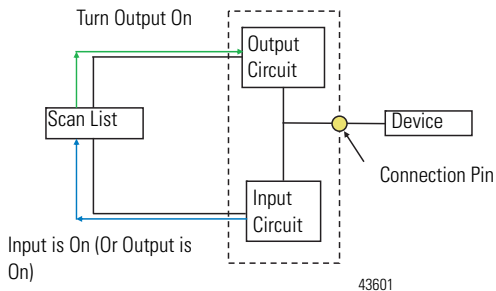 Turn Output On
Output
Circuit
Scan List
Device
Connection Pin
Input
Circuit
Input is On (Or Output is
On)
43601